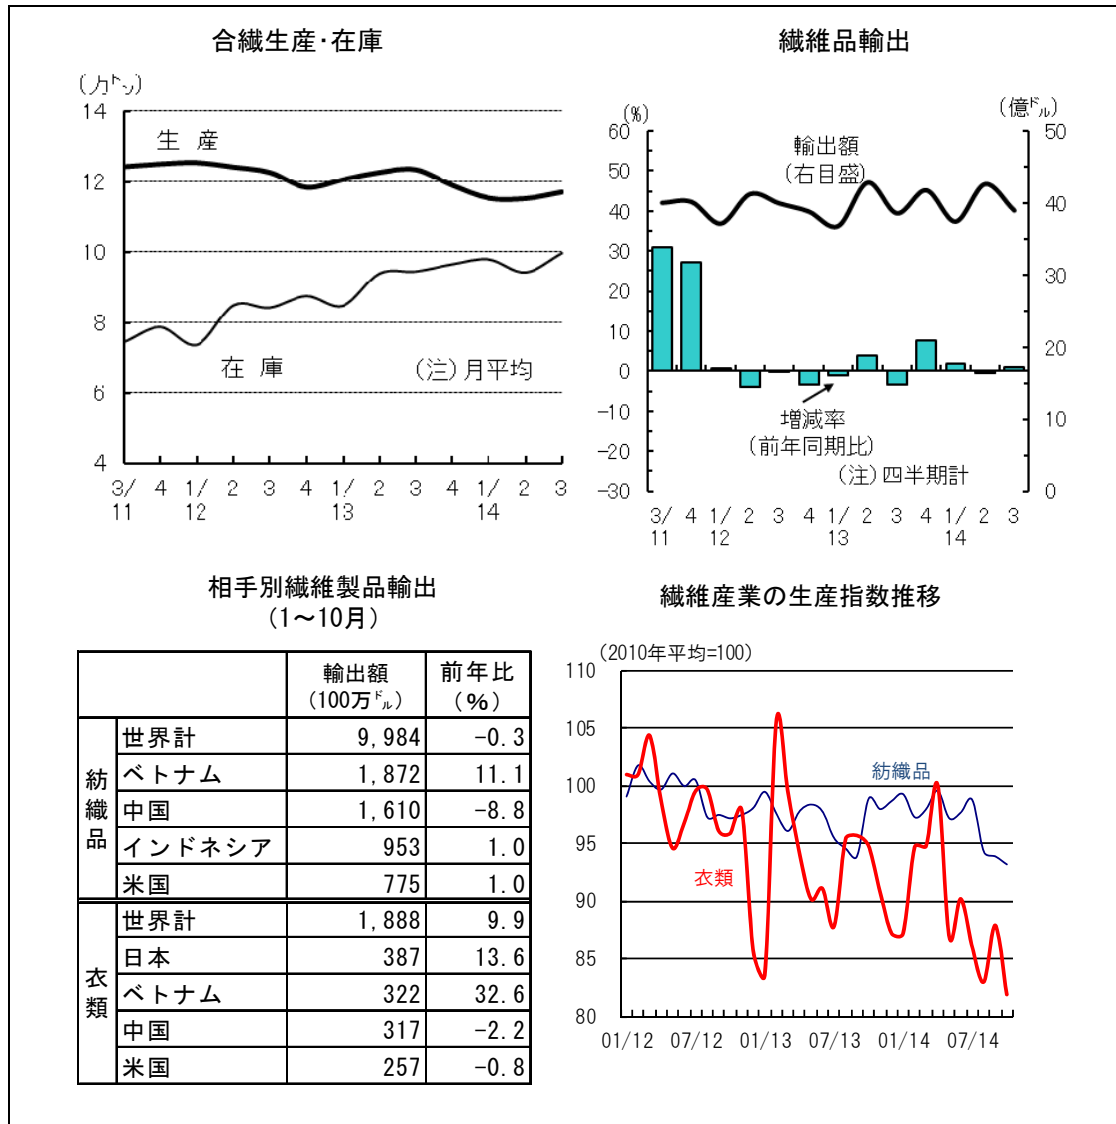 合繊生産･在庫
(万㌧)
14
12
10
8
6
4
生 産
在 庫
(注)月平均
3/ 4 1/ 2 3 4 1/ 2 3 4 1/ 2 3
11 12 13 14
繊維品輸出
(%)
(億㌦)
60
50
40
30
20
10
0
-10
-20
-30
50
40
30
20
10
0
輸出額
(右目盛)
増減率
(前年同期比)
(注)四半期計
3/ 4 1/ 2 3 4 1/ 2 3 4 1/ 2 3
11 12 13 14
相手別繊維製品輸出
(1～10月)
輸出額 前年比
(100万㌦) (%)
紡織品
世界計 9,984 -0.3
ベトナム 1,872 11.1
中国 1,610 -8.8
インドネシア 953 1.0
米国 775 1.0
衣類
世界計 1,888 9.9
日本 387 13.6
ベトナム 322 32.6
中国 317 -2.2
米国 257 -0.8
繊維産業の生産指数推移
(2010年平均=100)
110
105
100
95
90
85
80
紡織品
衣類
01/12 07/12 01/13 07/13 01/14 07/14